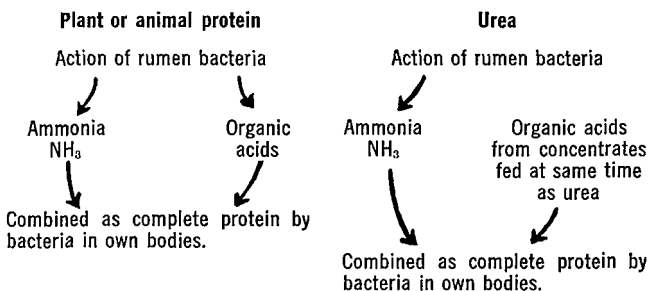 Plant or animal protein
Action of rumen bacteria
Ammonia
NH₃
Organic
acids
Combined as complete protein by
bacteria in own bodies.
Urea
Action of rumen bacteria
Ammonia
NH₃
Organic acids
from concentrates
fed at same time
as urea
Combined as complete protein by
bacteria in own bodies.